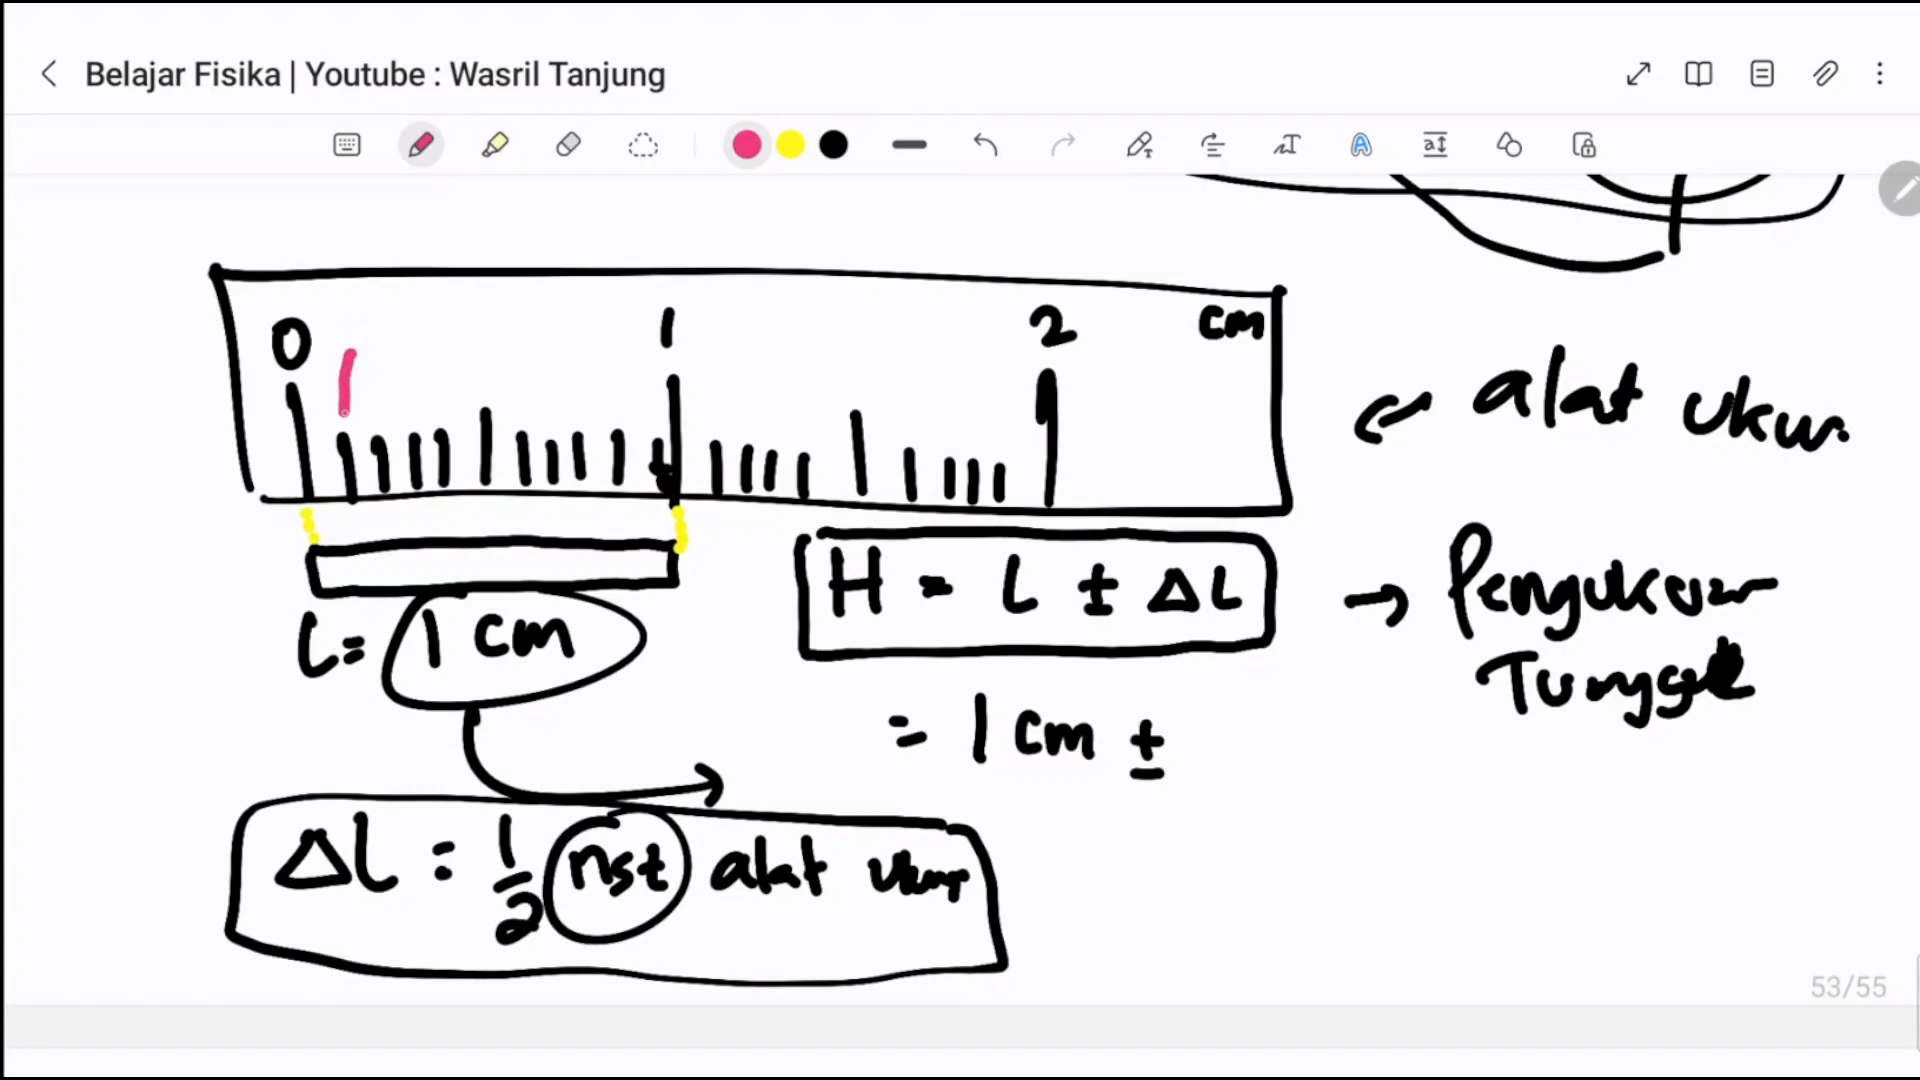 Belajar Fisika | Youtube : Wasril Tanjung
0 1 2 cm
alat ukur
H = L ± ΔL
→ Pengukuran
Tunggal
L = 1 cm
= 1 cm ±
ΔL = 1/2 nst alat ukur
53/55